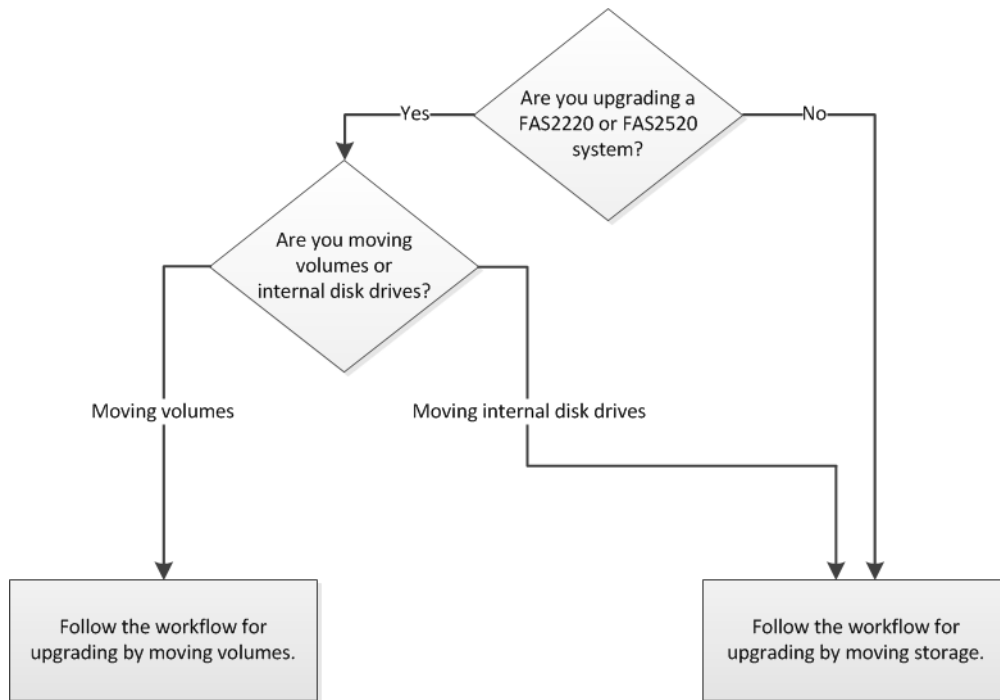 Are you upgrading a
FAS2220 or FAS2520
system?
Yes
No
Are you moving
volumes or
internal disk drives?
Moving volumes
Moving internal disk drives
Follow the workflow for
upgrading by moving volumes.
Follow the workflow for
upgrading by moving storage.